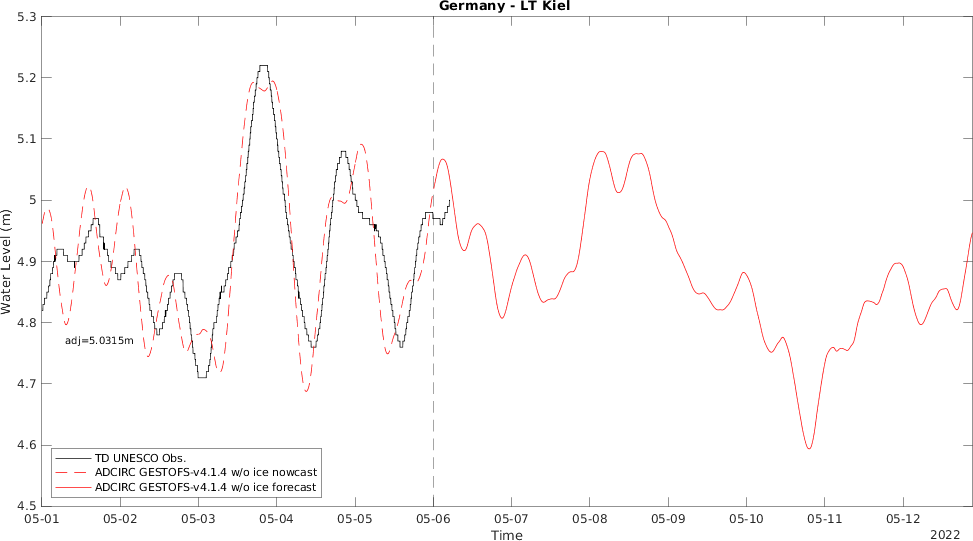 Germany - LT Kiel
5.3
5.2
5.1
5
4.9
4.8
4.7
4.6
4.5
Water Level (m)
adj=5.0315m
TD UNESCO Obs.
ADCIRC GESTOFS-v4.1.4 w/o ice nowcast
ADCIRC GESTOFS-v4.1.4 w/o ice forecast
05-01 05-02 05-03 05-04 05-05 05-06 05-07 05-08 05-09 05-10 05-11 05-12
Time
2022